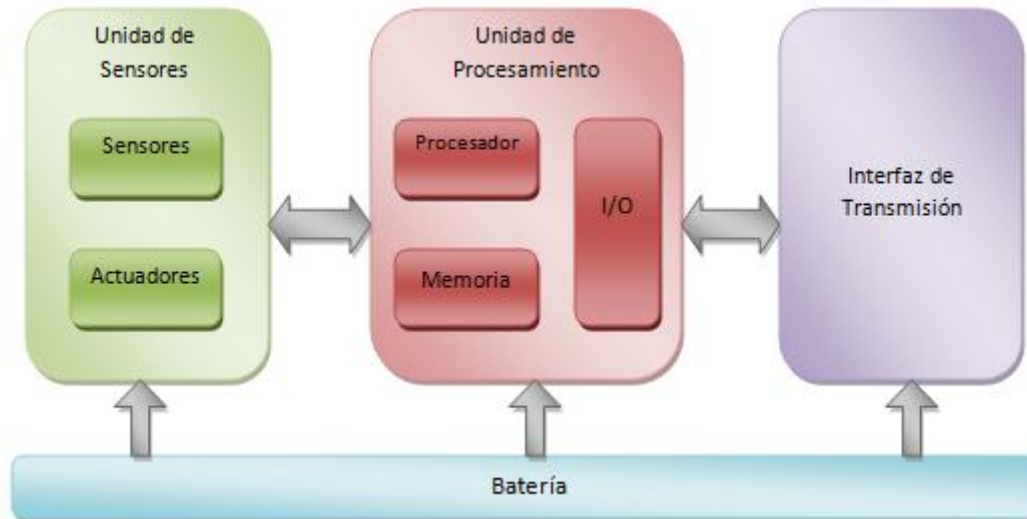 Unidad de
Sensores
Sensores
Actuadores
Unidad de
Procesamiento
Procesador
Memoria
I/O
Interfaz de
Transmisión
Batería